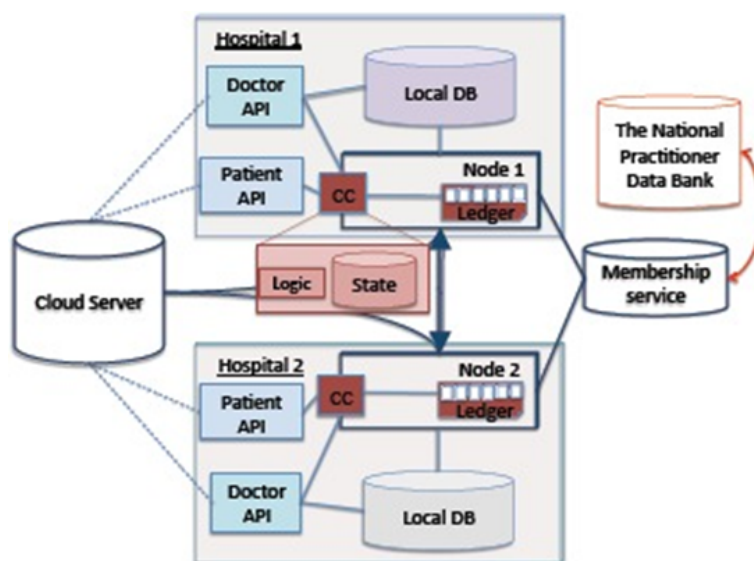 Hospital 1
Doctor
API
Local DB
Patient
API
CC
Node 1
Ledger
The National
Practitioner
Data Bank
Cloud Server
Logic
State
Membership
service
Hospital 2
Patient
API
CC
Node 2
Ledger
Doctor
API
Local DB